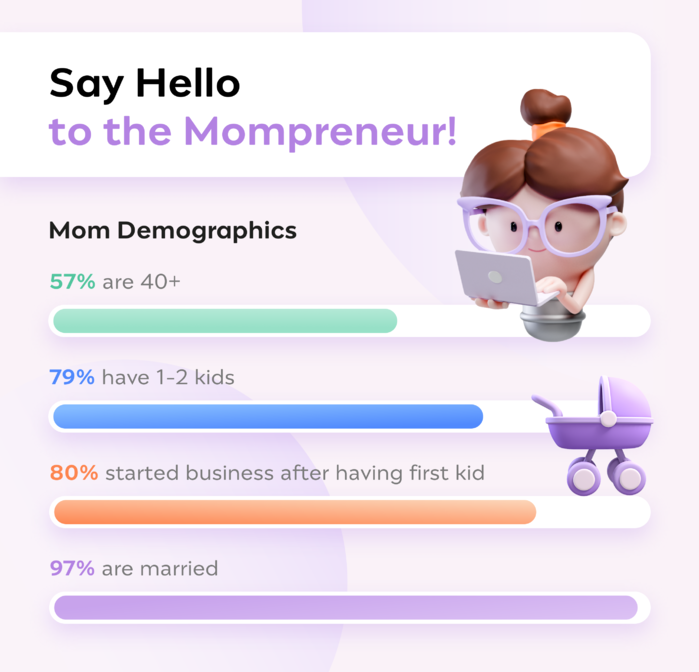 Say Hello
to the Mompreneur!
Mom Demographics
57% are 40+
79% have 1-2 kids
80% started business after having first kid
97% are married